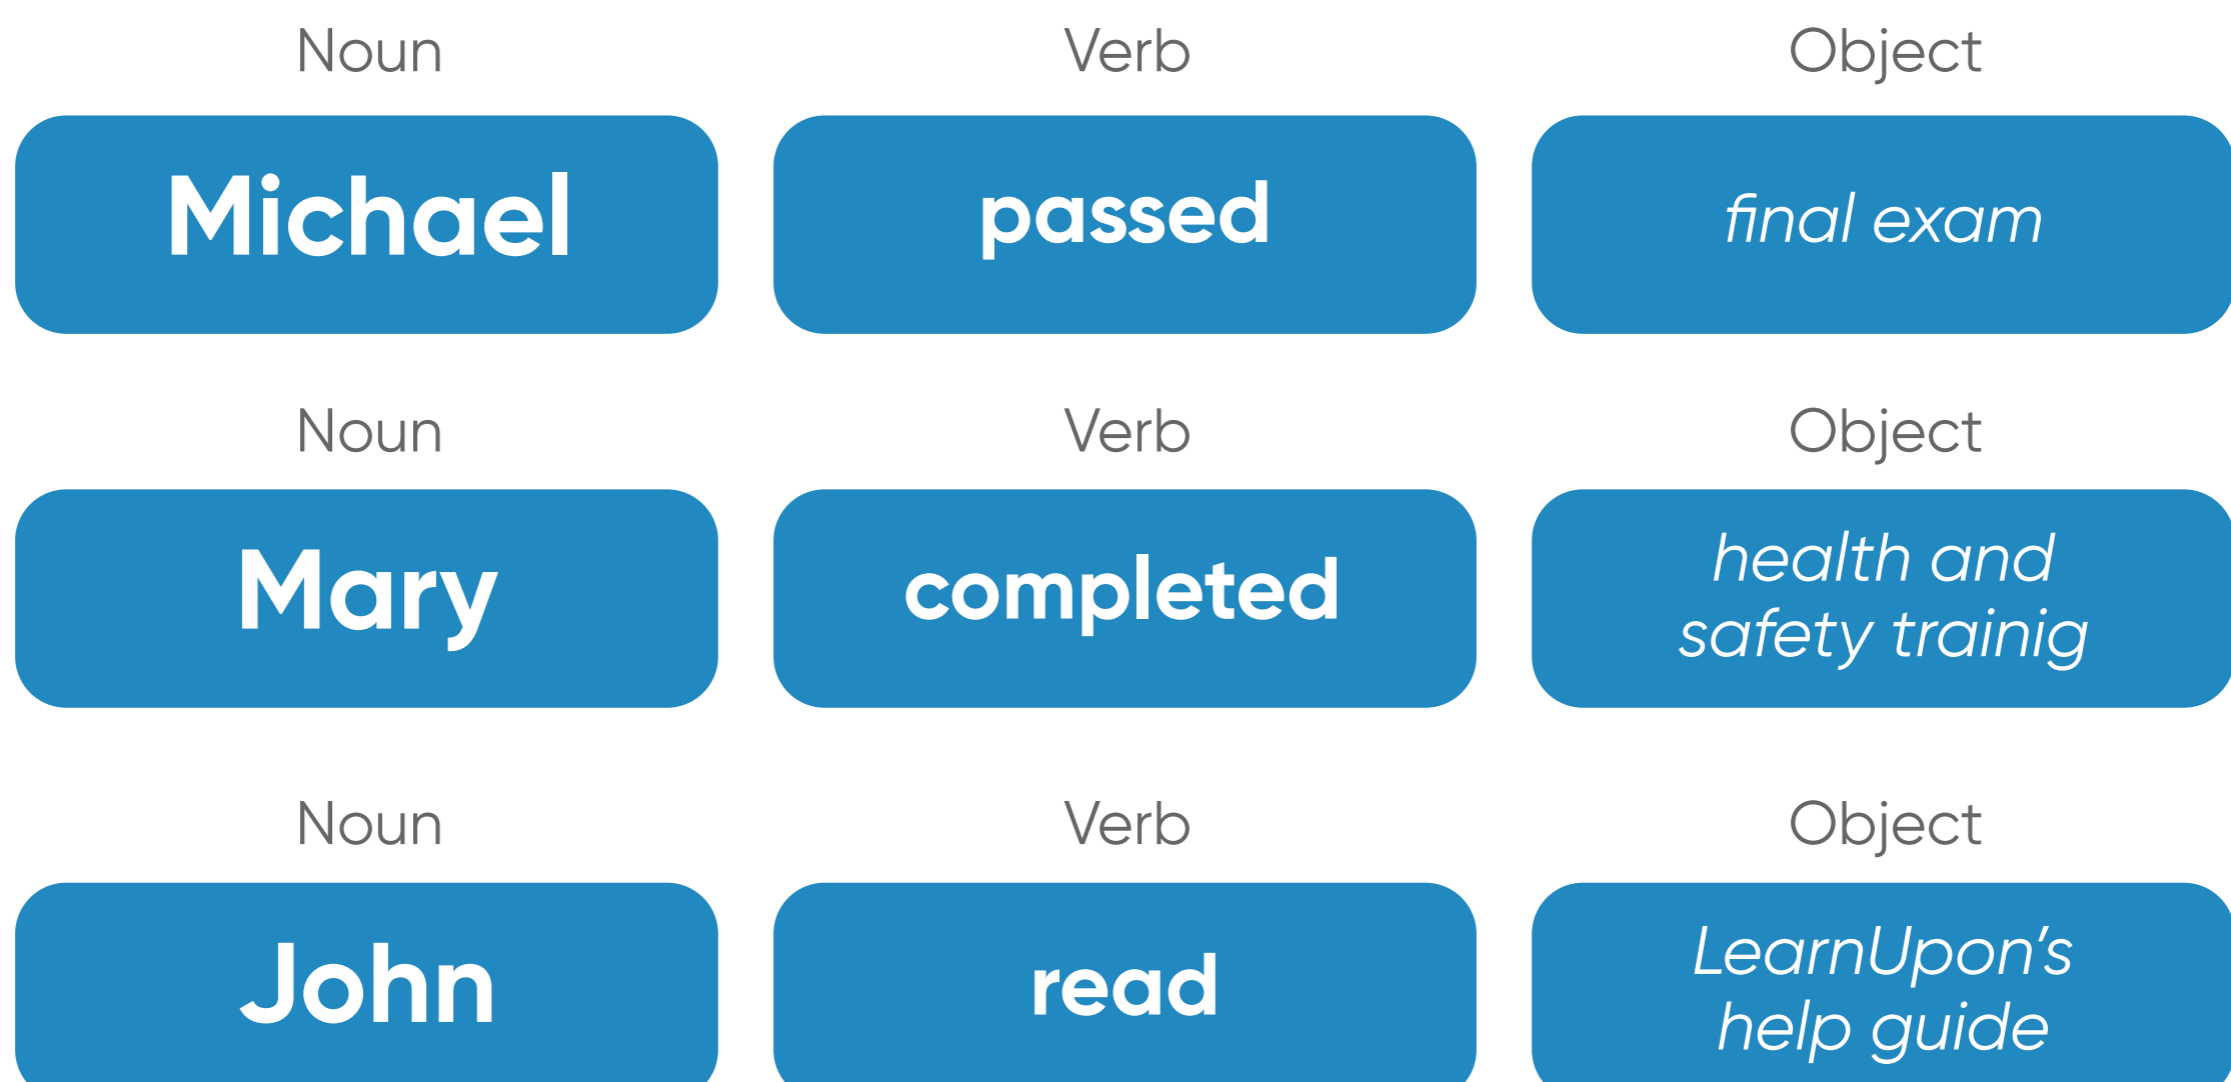 Noun Verb Object
Michael passed final exam
Noun Verb Object
Mary completed health and
safety trainig
Noun Verb Object
John read LearnUpon's
help guide